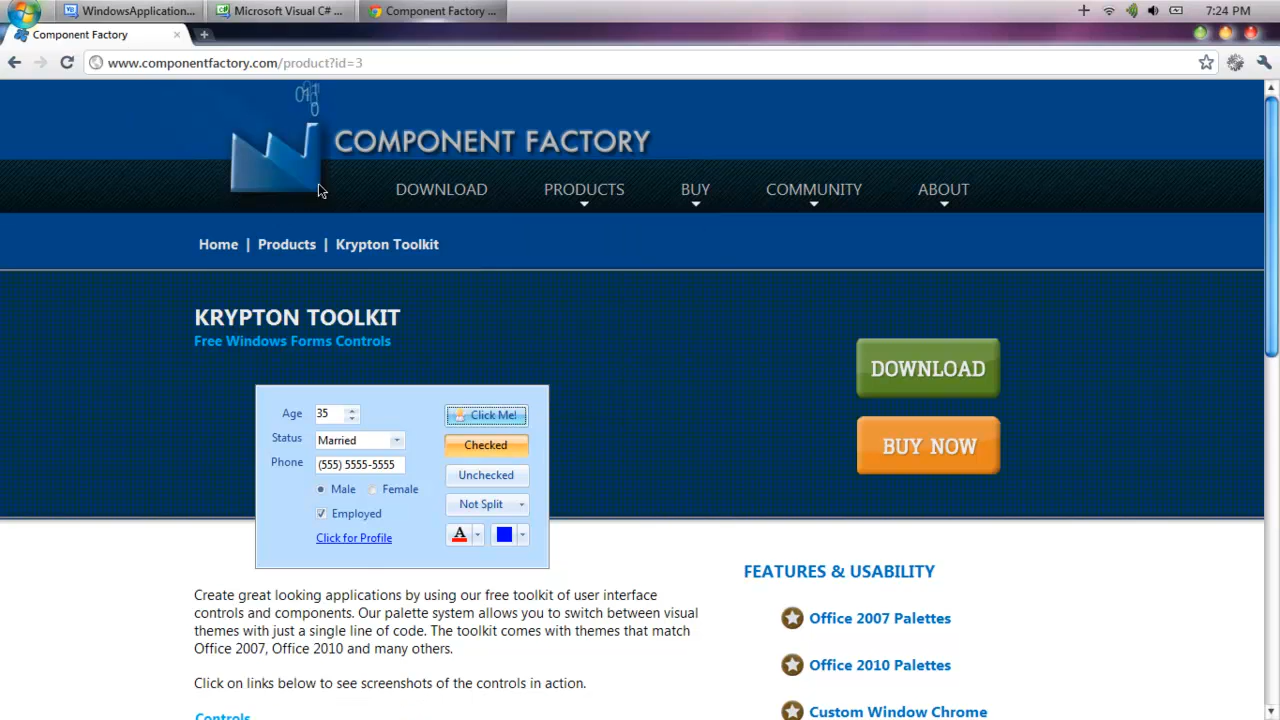 WindowsApplication...
Microsoft Visual C# ...
Component Factory ...
7:24 PM
Component Factory
www.componentfactory.com/product?id=3
COMPONENT FACTORY
DOWNLOAD
PRODUCTS
BUY
COMMUNITY
ABOUT
Home | Products | Krypton Toolkit
KRYPTON TOOLKIT
Free Windows Forms Controls
DOWNLOAD
BUY NOW
Age 35
Click Me!
Status Married
Checked
Phone (555) 5555-5555
Unchecked
Male Female
Not Split
Employed
A
Click for Profile
Create great looking applications by using our free toolkit of user interface
controls and components. Our palette system allows you to switch between visual
themes with just a single line of code. The toolkit comes with themes that match
Office 2007, Office 2010 and many others.
Click on links below to see screenshots of the controls in action.
Controls
FEATURES & USABILITY
Office 2007 Palettes
Office 2010 Palettes
Custom Window Chrome